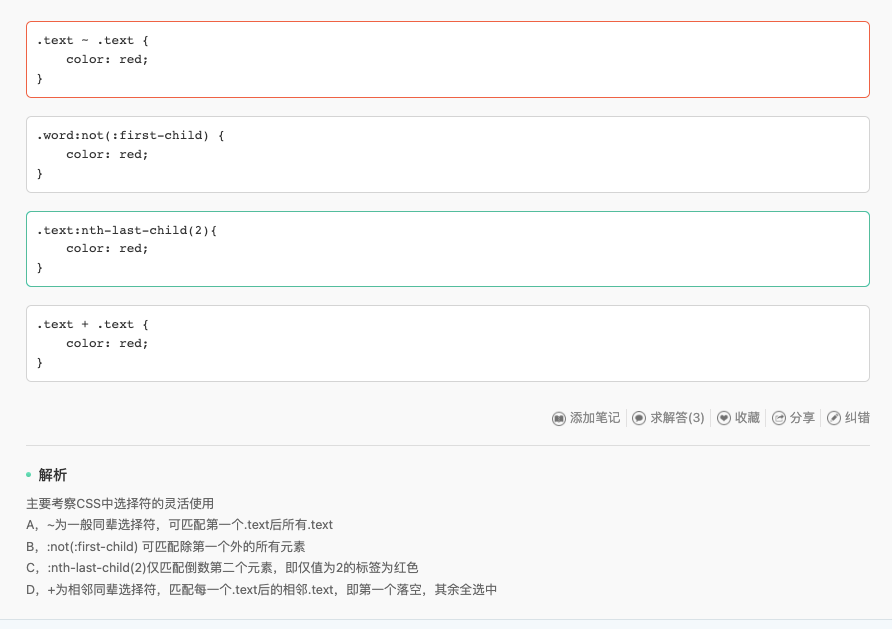 .text ~ .text {
    color: red;
}
.word:not(:first-child) {
    color: red;
}
.text:nth-last-child(2){
    color: red;
}
.text + .text {
    color: red;
}
添加笔记 求解答(3) 收藏 分享 纠错
解析
主要考察CSS中选择符的灵活使用
A，~为一般同辈选择符，可匹配第一个.text后所有.text
B，:not(:first-child) 可匹配除第一个外的所有元素
C，:nth-last-child(2)仅匹配倒数第二个元素，即仅值为2的标签为红色
D，+为相邻同辈选择符，匹配每一个.text后的相邻.text，即第一个落空，其余全选中